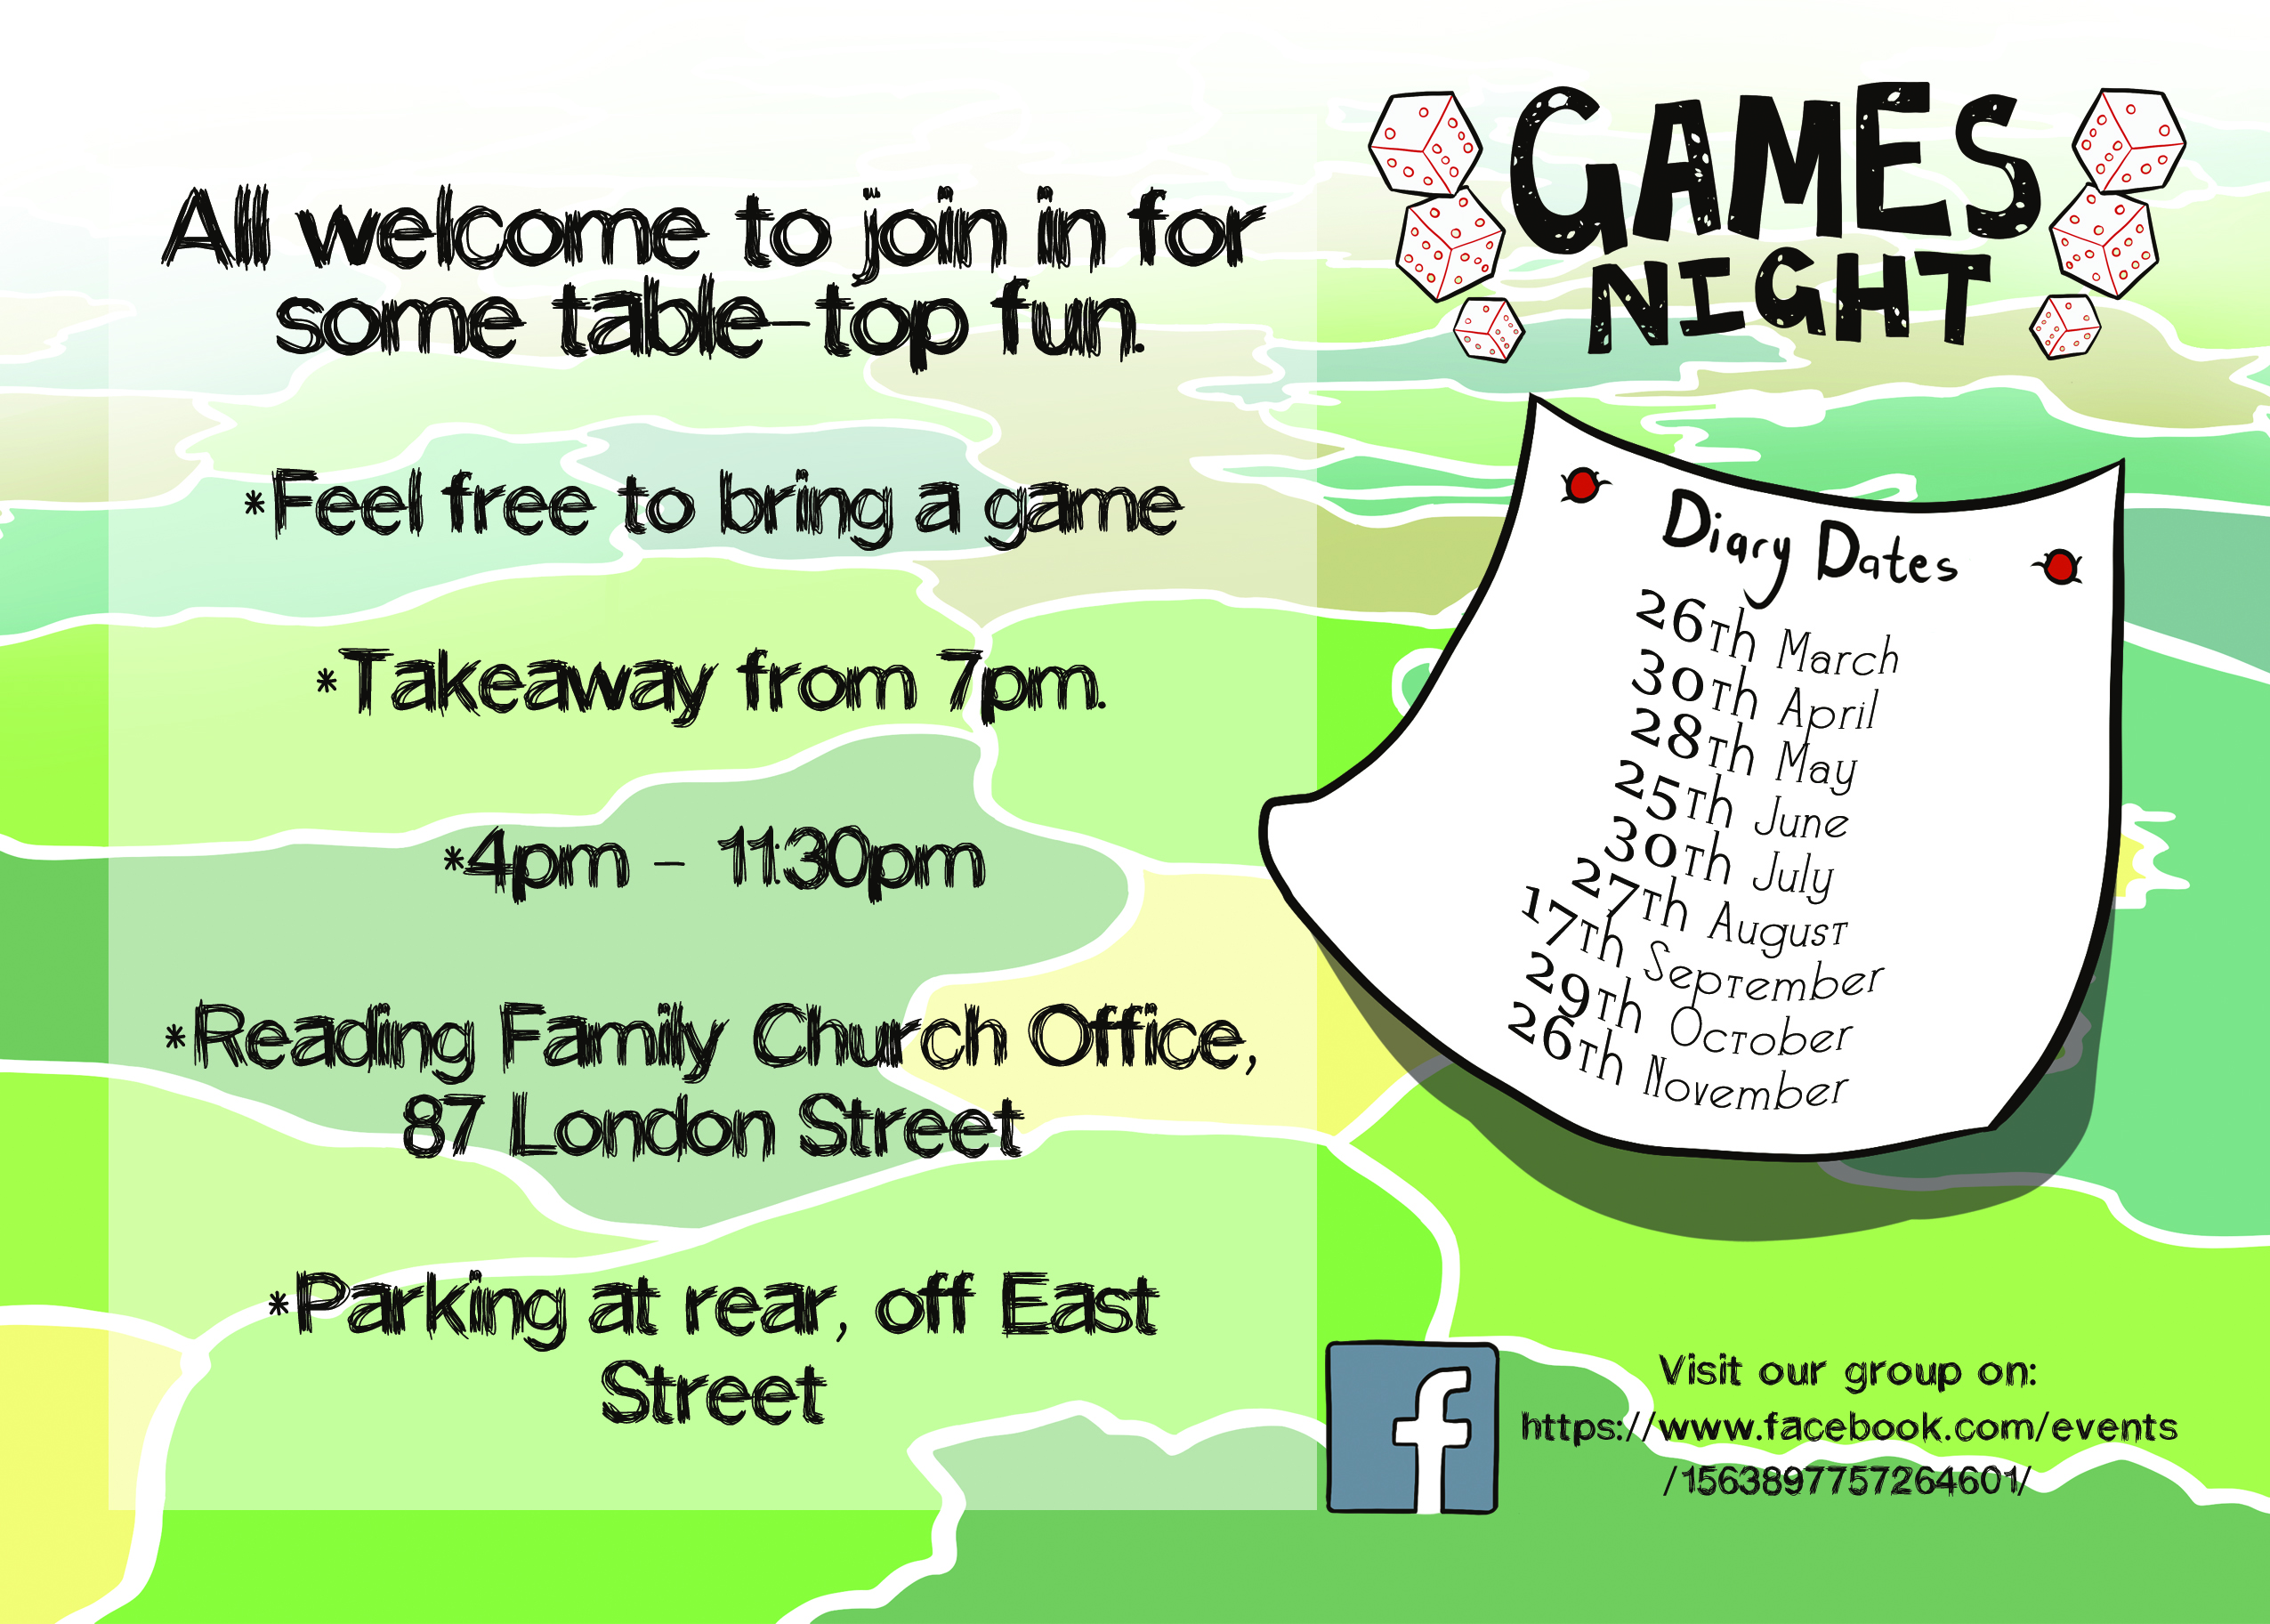 All welcome to join in for
some table-top fun.
*Feel free to bring a game
*Takeaway from 7pm.
*4pm - 11:30pm
*Reading Family Church Office,
87 London Street
*Parking at rear, off East
Street
GAMES
NIGHT
Diary Dates
26th March
30th April
28th May
25th June
30th July
27th August
17th September
29th October
26th November
f
Visit our group on:
https://www.facebook.com/events
/1563897757264601/